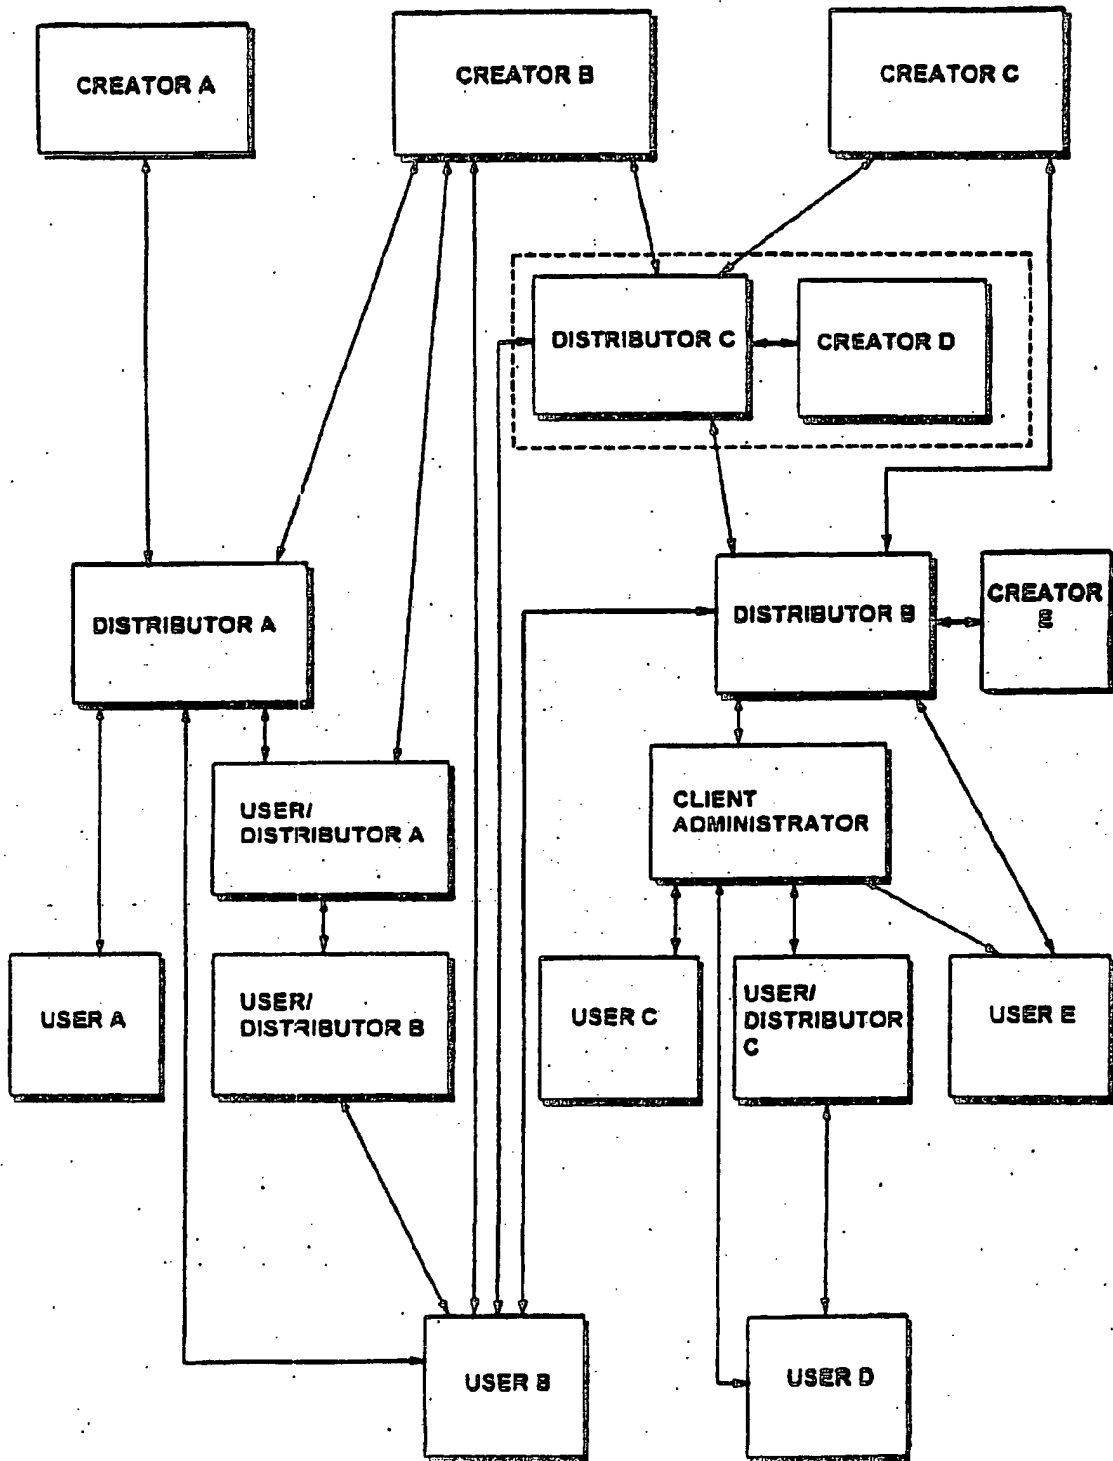 CREATOR A
CREATOR B
CREATOR C
DISTRIBUTOR C
CREATOR D
DISTRIBUTOR A
DISTRIBUTOR B
CREATOR
E
USER/
DISTRIBUTOR A
CLIENT
ADMINISTRATOR
USER A
USER/
DISTRIBUTOR B
USER C
USER/
DISTRIBUTOR
C
USER E
USER B
USER D